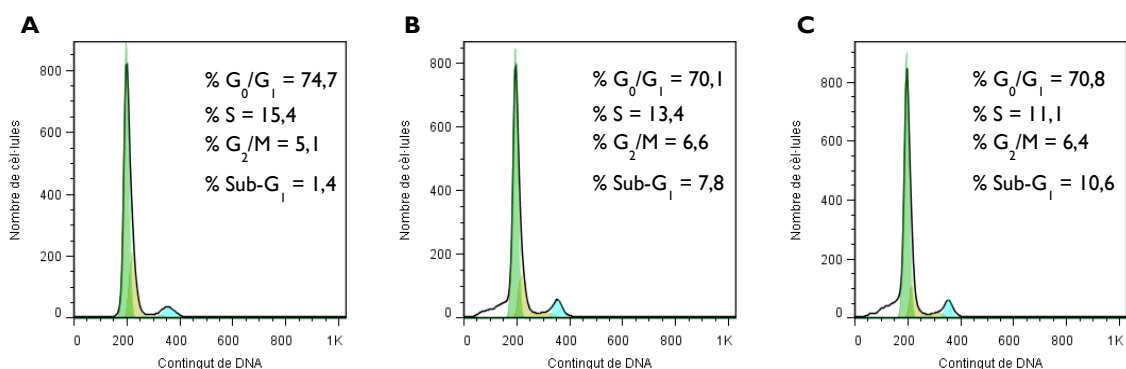 A
% G₀/G₁ = 74,7
% S = 15,4
% G₂/M = 5,1
% Sub-G₁ = 1,4
800
600
400
200
0
Nombre de cèl·lules
0 200 400 600 800 1K
Contingut de DNA
B
% G₀/G₁ = 70,1
% S = 13,4
% G₂/M = 6,6
% Sub-G₁ = 7,8
800
600
400
200
0
Nombre de cèl·lules
0 200 400 600 800 1K
Contingut de DNA
C
% G₀/G₁ = 70,8
% S = 11,1
% G₂/M = 6,4
% Sub-G₁ = 10,6
800
600
400
200
0
Nombre de cèl·lules
0 200 400 600 800 1K
Contingut de DNA